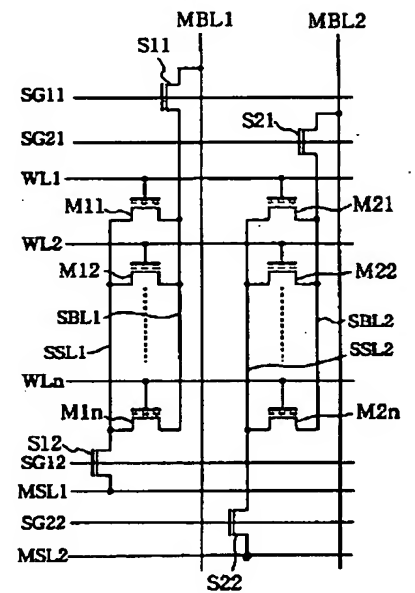 MBL1 MBL2
S11
SG11
SG21 S21
WL1
M11 M21
WL2
M12 M22
SBL1 SBL2
SSL1 SSL2
WLn
M1n M2n
S12
SG12
MSL1
SG22
MSL2
S22